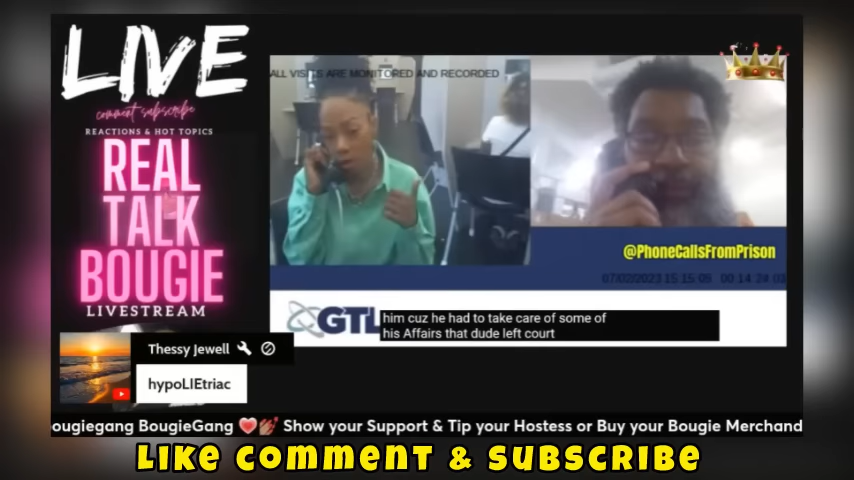 LIVE
comment subscribe
REACTIONS & HOT TOPICS
REAL
TALK
BOUGIE
LIVESTREAM
ALL VISITS ARE MONITORED AND RECORDED
@PhoneCallsFromPrison
07/02/2023 15:15:05 00:14:24
GTL
him cuz he had to take care of some of
his Affairs that dude left court
Thessy Jewell
hypoLIEtriac
ougiegang BougieGang Show your Support & Tip your Hostess or Buy your Bougie Merchand
LIKE COMMENT & SUBSCRIBE